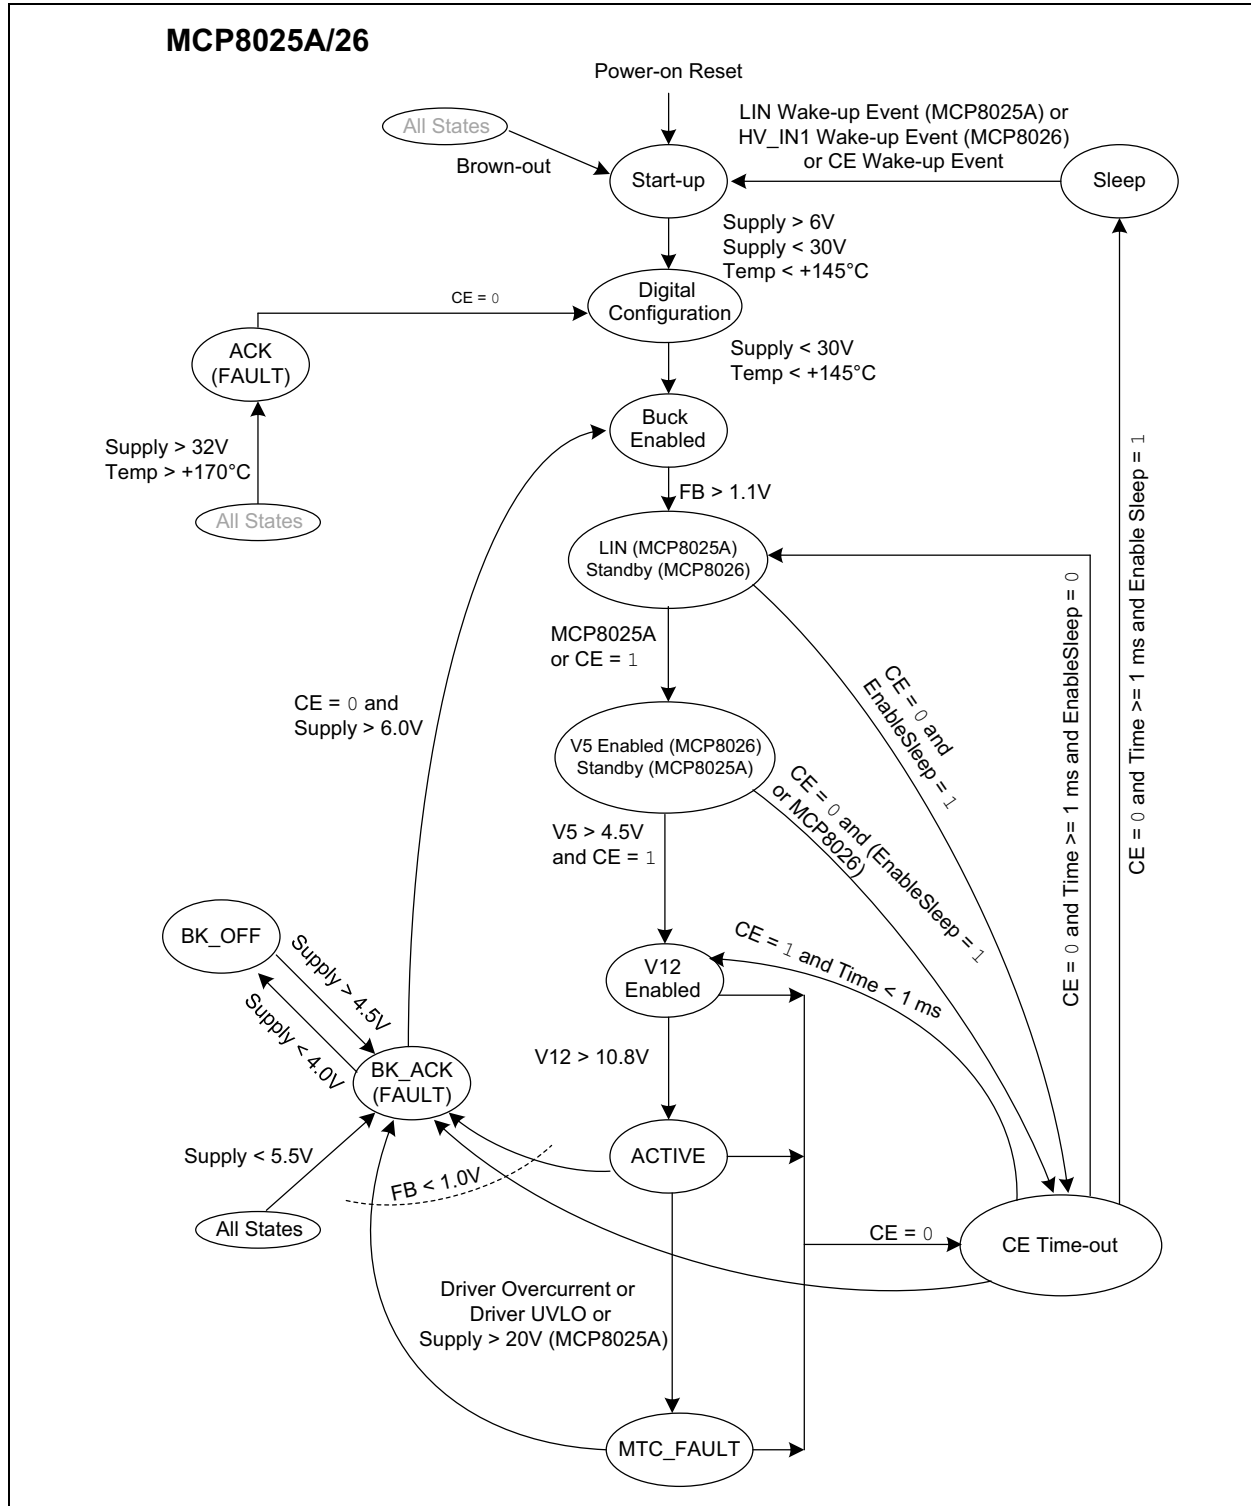 MCP8025A/26
Power-on Reset
All States
Brown-out
LIN Wake-up Event (MCP8025A) or
HV_IN1 Wake-up Event (MCP8026)
or CE Wake-up Event
Start-up
Sleep
Supply > 6V
Supply < 30V
Temp < +145°C
CE = 0
Digital
Configuration
ACK
(FAULT)
Supply < 30V
Temp < +145°C
Buck
Enabled
Supply > 32V
Temp > +170°C
All States
FB > 1.1V
LIN (MCP8025A)
Standby (MCP8026)
MCP8025A
or CE = 1
CE = 0 and
EnableSleep = 1
CE = 0 and Time >= 1 ms and EnableSleep = 0
CE = 0 and Time >= 1 ms and Enable Sleep = 1
CE = 0 and
Supply > 6.0V
V5 Enabled (MCP8026)
Standby (MCP8025A)
CE = 0 and (EnableSleep = 1
or MCP8026)
V5 > 4.5V
and CE = 1
BK_OFF
Supply > 4.5V
Supply < 4.0V
V12
Enabled
CE = 1 and Time < 1 ms
V12 > 10.8V
BK_ACK
(FAULT)
Supply < 5.5V
FB < 1.0V
ACTIVE
All States
CE = 0
CE Time-out
Driver Overcurrent or
Driver UVLO or
Supply > 20V (MCP8025A)
MTC_FAULT